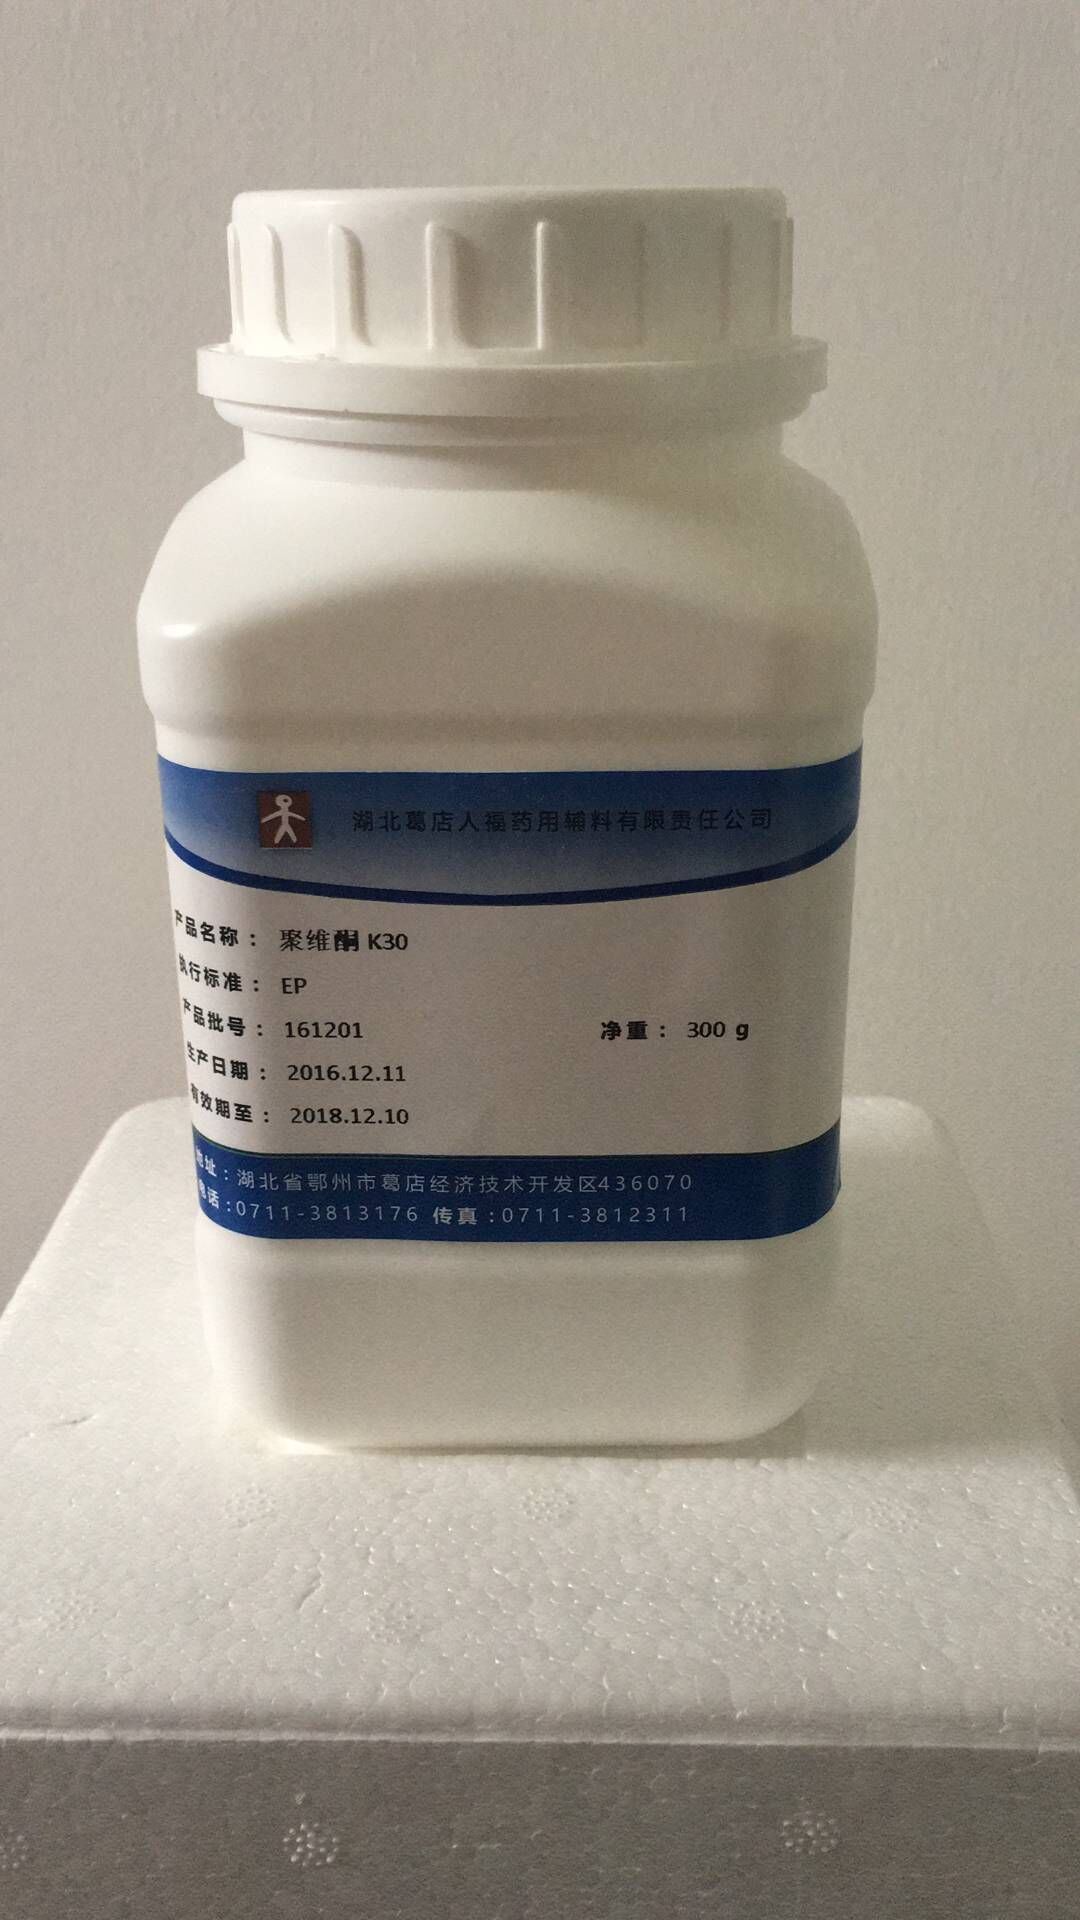 湖北葛店人福药用辅料有限责任公司
产品名称： 聚维酮 K30
执行标准： EP
产品批号： 161201 净重： 300 g
生产日期： 2016.12.11
有效期至： 2018.12.10
地址：湖北省鄂州市葛店经济技术开发区436070
电话:0711-3813176 传真:0711-3812311